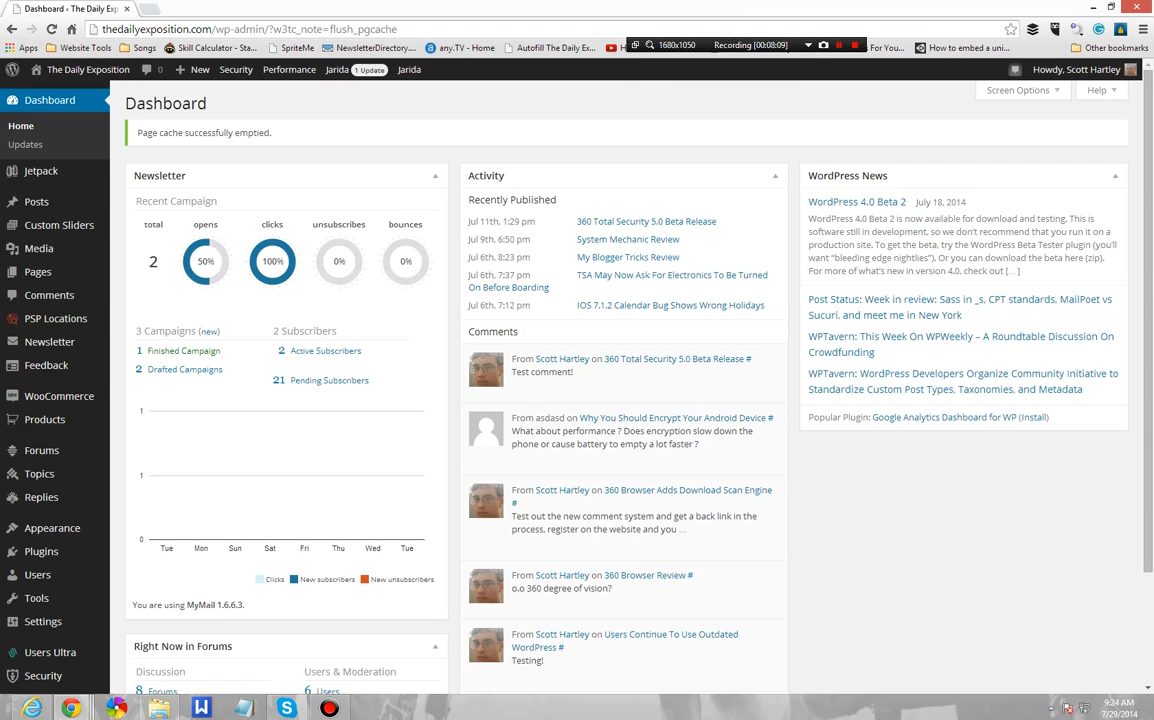 Dashboard ‹ The Daily Exp
thedailyexposition.com/wp-admin/?w3tc_note=flush_pgcache
Apps
Website Tools
Songs
Skill Calculator - Sta...
SpriteMe
NewsletterDirectory....
any.TV - Home
Autofill The Daily Ex...
1680x1050
Recording [00:08:09]
For You...
How to embed a uni...
Other bookmarks
The Daily Exposition
0
New
Security
Performance
Jarida
1 Update
Jarida
Howdy, Scott Hartley
Dashboard
Home
Updates
Jetpack
Posts
Custom Sliders
Media
Pages
Comments
PSP Locations
Newsletter
Feedback
WooCommerce
Products
Forums
Topics
Replies
Appearance
Plugins
Users
Tools
Settings
Users Ultra
Security
Screen Options
Help
Dashboard
Page cache successfully emptied.
Newsletter
Recent Campaign
total opens clicks unsubscribes bounces
2 50% 100% 0% 0%
3 Campaigns (new)
2 Subscribers
1 Finished Campaign
2 Active Subscribers
2 Drafted Campaigns
21 Pending Subscribers
1
1
0
Tue Mon Sun Sat Fri Thu Wed Tue
Clicks New subscribers New unsubscribers
You are using MyMail 1.6.6.3.
Right Now in Forums
Discussion
Users & Moderation
8 Forums
6 Users
Activity
Recently Published
Jul 11th, 1:29 pm 360 Total Security 5.0 Beta Release
Jul 9th, 6:50 pm System Mechanic Review
Jul 6th, 8:23 pm My Blogger Tricks Review
Jul 6th, 7:37 pm TSA May Now Ask For Electronics To Be Turned
On Before Boarding
Jul 6th, 7:12 pm IOS 7.1.2 Calendar Bug Shows Wrong Holidays
Comments
From Scott Hartley on 360 Total Security 5.0 Beta Release #
Test comment!
From asdasd on Why You Should Encrypt Your Android Device #
What about performance ? Does encryption slow down the
phone or cause battery to empty a lot faster ?
From Scott Hartley on 360 Browser Adds Download Scan Engine
#
Test out the new comment system and get a back link in the
process, register on the website and you …
From Scott Hartley on 360 Browser Review #
o.o 360 degree of vision?
From Scott Hartley on Users Continue To Use Outdated
WordPress #
Testing!
WordPress News
WordPress 4.0 Beta 2 July 18, 2014
WordPress 4.0 Beta 2 is now available for download and testing. This is
software still in development, so we don't recommend that you run it on a
production site. To get the beta, try the WordPress Beta Tester plugin (you'll
want "bleeding edge nightlies"). Or you can download the beta here (zip).
For more of what's new in version 4.0, check out […]
Post Status: Week in review: Sass in _s, CPT standards, MailPoet vs
Sucuri, and meet me in New York
WPTavern: This Week On WPWeekly – A Roundtable Discussion On
Crowdfunding
WPTavern: WordPress Developers Organize Community Initiative to
Standardize Custom Post Types, Taxonomies, and Metadata
Popular Plugin: Google Analytics Dashboard for WP (Install)
9:24 AM
7/29/2014